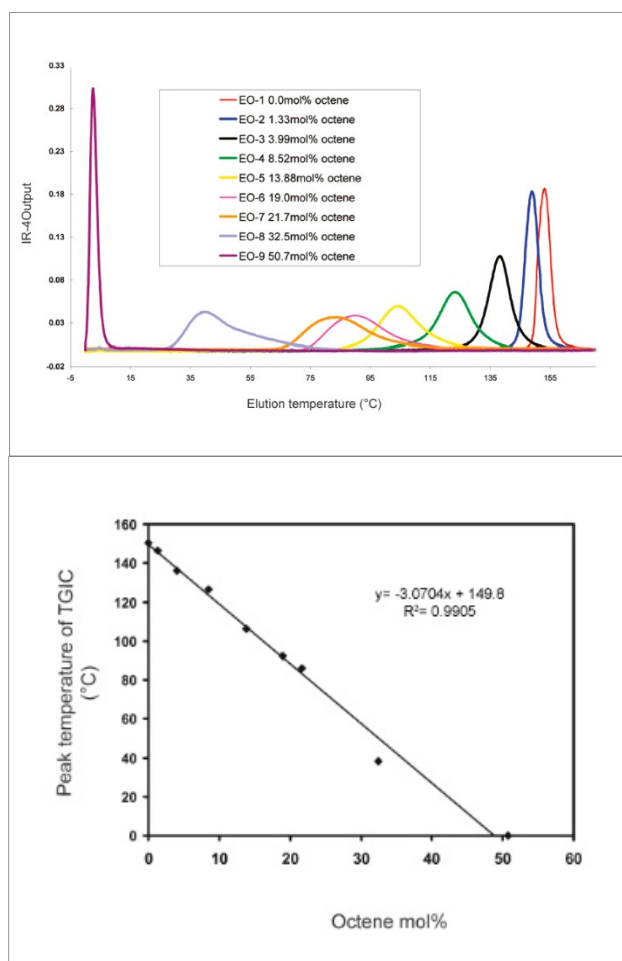 0.33
0.28
0.23
0.18
0.13
0.08
0.03
-0.02
IR-4Output
EO-1 0.0mol% octene
EO-2 1.33mol% octene
EO-3 3.99mol% octene
EO-4 8.52mol% octene
EO-5 13.88mol% octene
EO-6 19.0mol% octene
EO-7 21.7mol% octene
EO-8 32.5mol% octene
EO-9 50.7mol% octene
-5 15 35 55 75 95 115 135 155
Elution temperature (°C)
160
140
120
100
80
60
40
20
0
Peak temperature of TGIC
(°C)
y= -3.0704x + 149.8
R²= 0.9905
0 10 20 30 40 50 60
Octene mol%